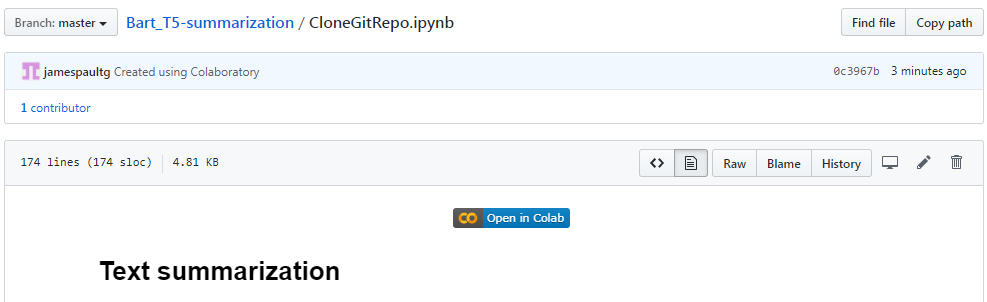 Branch: master Bart_T5-summarization / CloneGitRepo.ipynb Find file Copy path
jamespaultg Created using Colaboratory 0c3967b 3 minutes ago
1 contributor
174 lines (174 sloc) 4.81 KB <> Raw Blame History
Open in Colab
Text summarization